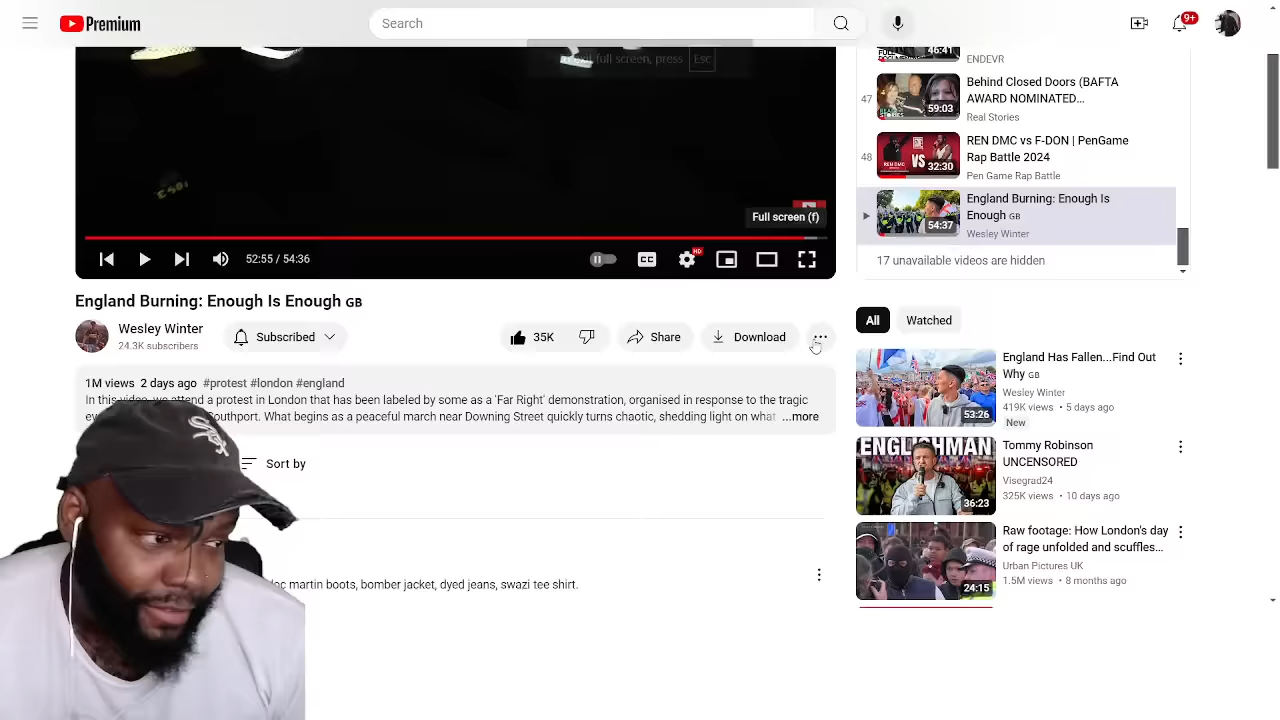 Premium
Search
9+
to exit full screen, press Esc
Full screen (f)
52:55 / 54:36
CC
HD
England Burning: Enough Is Enough GB
Wesley Winter
24.3K subscribers
Subscribed
35K
Share
Download
1M views 2 days ago #protest #london #england
In this video, we attend a protest in London that has been labeled by some as a 'Far Right' demonstration, organised in response to the tragic
Southport. What begins as a peaceful march near Downing Street quickly turns chaotic, shedding light on what ...more
Sort by
martin boots, bomber jacket, dyed jeans, swazi tee shirt.
46:41
ENDEVR
47
59:03
Behind Closed Doors (BAFTA
AWARD NOMINATED...
Real Stories
48
VS
32:30
REN DMC vs F-DON | PenGame
Rap Battle 2024
Pen Game Rap Battle
54:37
England Burning: Enough Is
Enough GB
Wesley Winter
17 unavailable videos are hidden
All
Watched
53:26
England Has Fallen...Find Out
Why GB
Wesley Winter
419K views • 5 days ago
New
ENGLISHMAN
36:23
Tommy Robinson
UNCENSORED
Visegrad24
325K views • 10 days ago
24:15
Raw footage: How London's day
of rage unfolded and scuffles...
Urban Pictures UK
1.5M views • 8 months ago